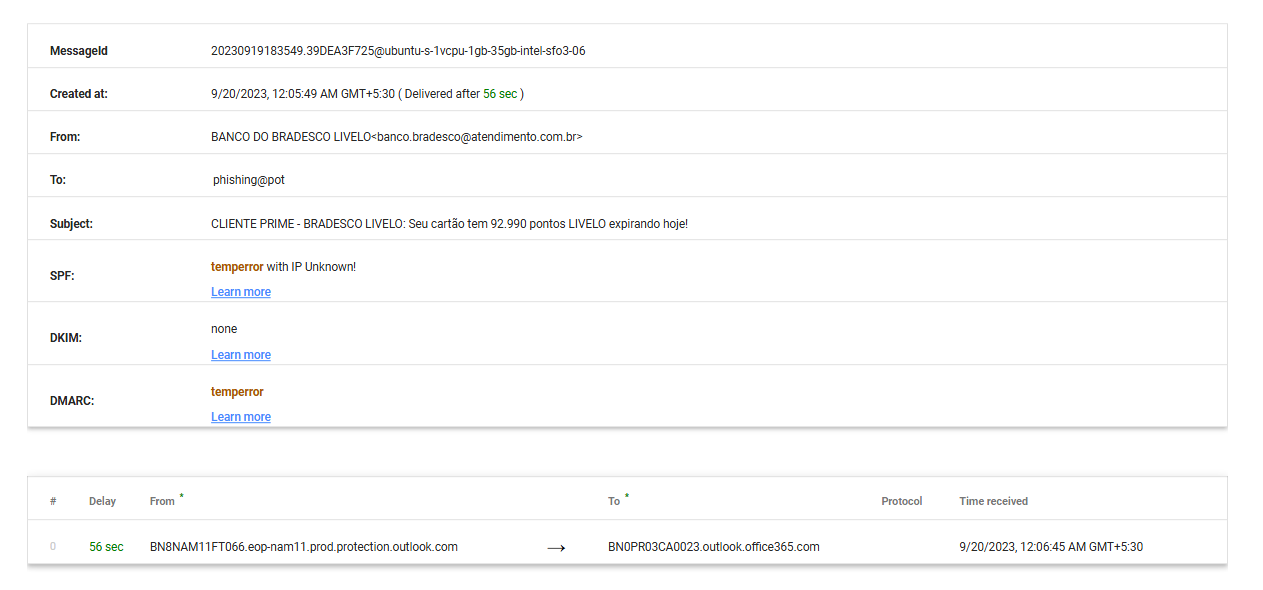 MessageId 20230919183549.39DEA3F725@ubuntu-s-1vcpu-1gb-35gb-intel-sfo3-06
Created at: 9/20/2023, 12:05:49 AM GMT+5:30 ( Delivered after 56 sec )
From: BANCO DO BRADESCO LIVELO<banco.bradesco@atendimento.com.br>
To: phishing@pot
Subject: CLIENTE PRIME - BRADESCO LIVELO: Seu cartão tem 92.990 pontos LIVELO expirando hoje!
SPF: temperror with IP Unknown!
Learn more
DKIM: none
Learn more
DMARC: temperror
Learn more
# Delay From * To * Protocol Time received
0 56 sec BN8NAM11FT066.eop-nam11.prod.protection.outlook.com → BN0PR03CA0023.outlook.office365.com 9/20/2023, 12:06:45 AM GMT+5:30